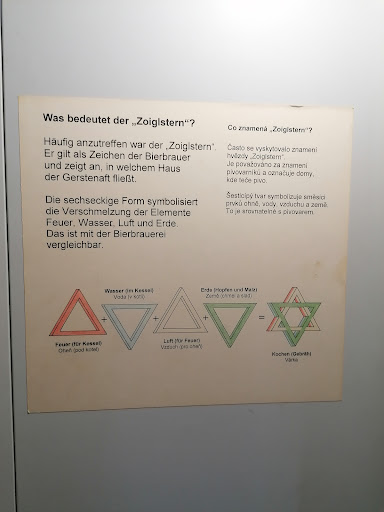 Was bedeutet der „Zoiglstern“?
Häufig anzutreffen war der „Zoiglstern“.
Er gilt als Zeichen der Bierbrauer
und zeigt an, in welchem Haus
der Gerstenaft fließt.
Die sechseckige Form symbolisiert
die Verschmelzung der Elemente
Feuer, Wasser, Luft und Erde.
Das ist mit der Bierbrauerei
vergleichbar.
Co znamená „Zoiglstern“?
Často se vyskytovalo znamení
hvězdy „Zoiglstern“.
Je považováno za znamení
pivovarníku a označuje domy,
kde teče pivo.
Šesticípý tvar symbolizuje směsici
prvků ohně, vody, vzduchu a země.
To je srovnatelné s pivovarem.
Wasser (im Kessel)
Voda (v kotli)
Erde (Hopfen und Malz)
Země (chmel a slad)
+ + + =
Feuer (für Kessel)
Oheň (pod kotel)
Luft (für Feuer)
Vzduch (pro oheň)
Kochen (Gebräu)
Várka